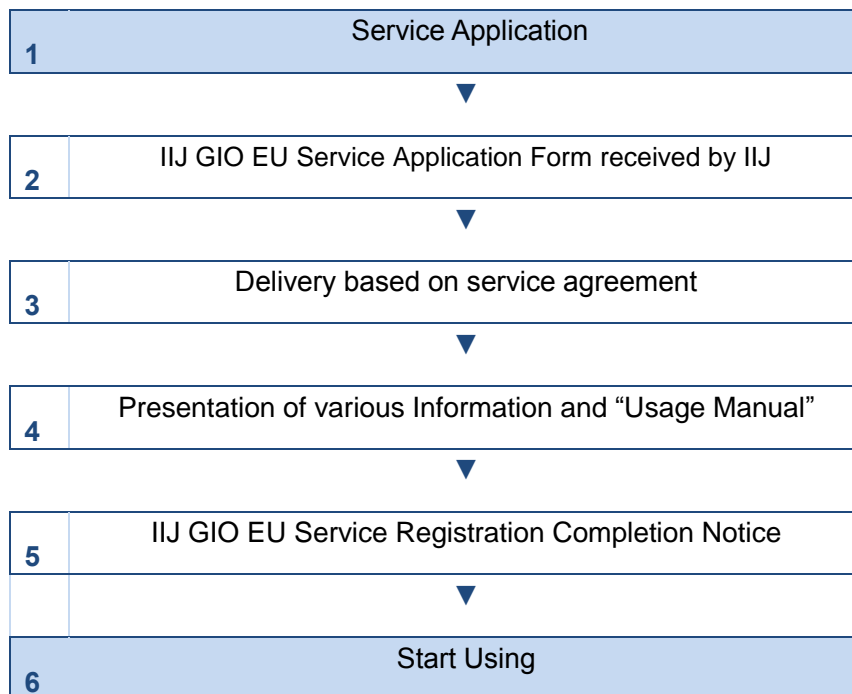 1 Service Application
▼
2 IIJ GIO EU Service Application Form received by IIJ
▼
3 Delivery based on service agreement
▼
4 Presentation of various Information and “Usage Manual”
▼
5 IIJ GIO EU Service Registration Completion Notice
▼
6 Start Using